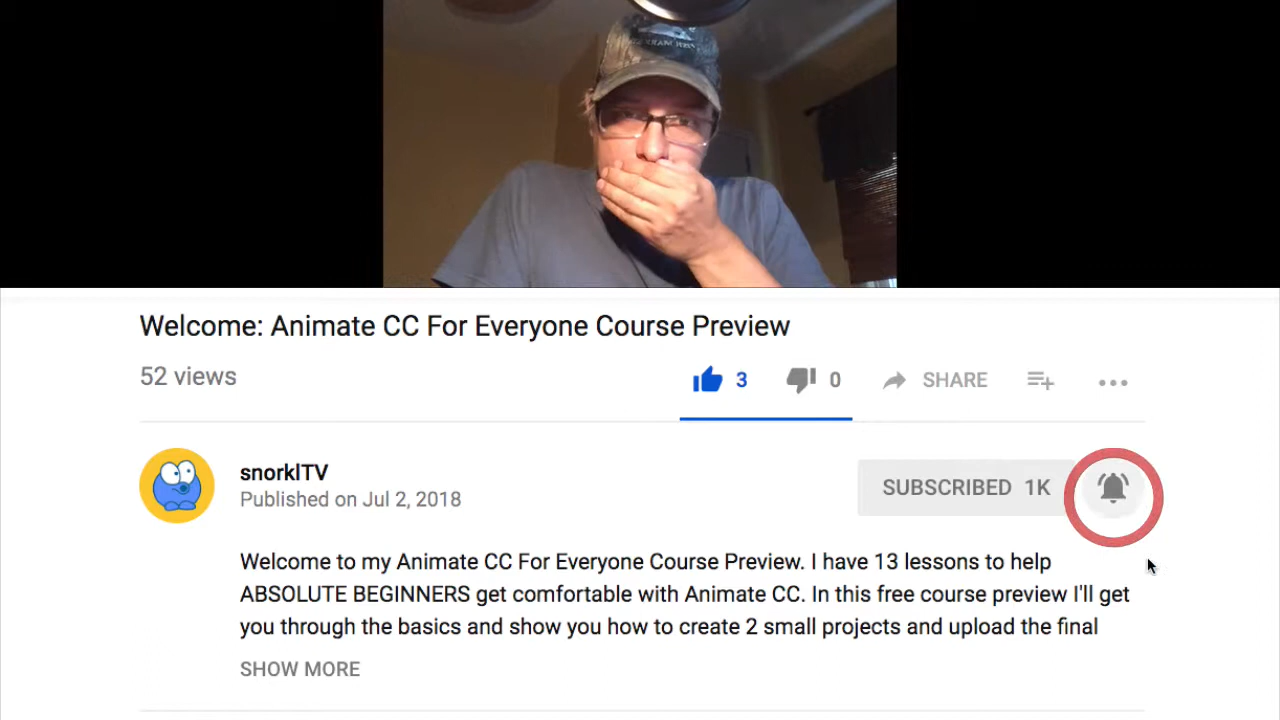 Welcome: Animate CC For Everyone Course Preview
52 views
3 0 SHARE
snorklTV
Published on Jul 2, 2018
SUBSCRIBED 1K
Welcome to my Animate CC For Everyone Course Preview. I have 13 lessons to help
ABSOLUTE BEGINNERS get comfortable with Animate CC. In this free course preview I'll get
you through the basics and show you how to create 2 small projects and upload the final
SHOW MORE